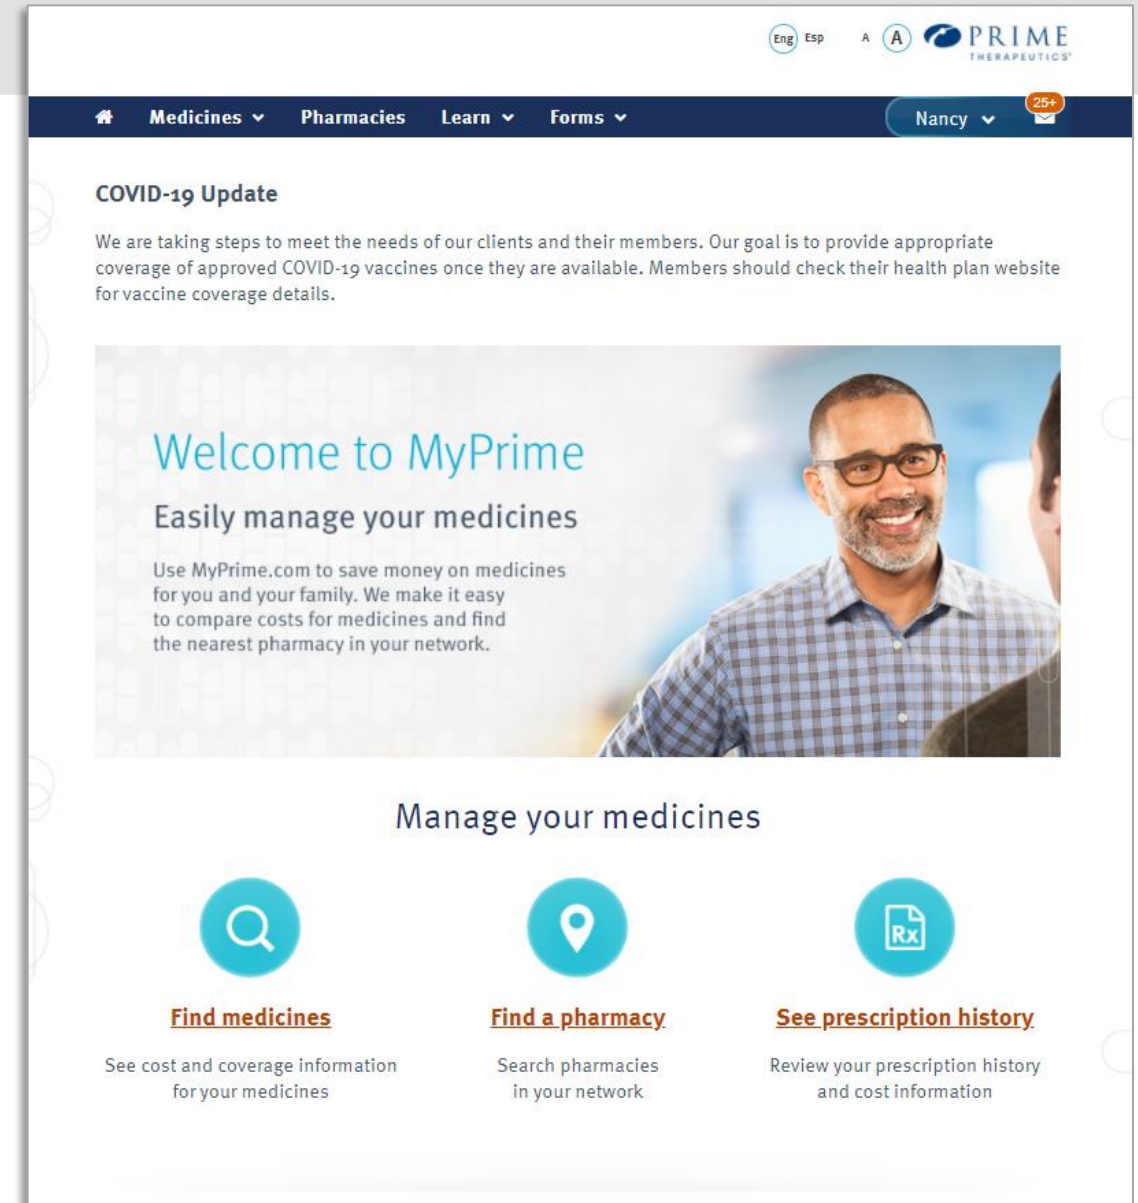 Eng Esp A A PRIME
THERAPEUTICS
25+
Medicines Pharmacies Learn Forms Nancy
COVID-19 Update
We are taking steps to meet the needs of our clients and their members. Our goal is to provide appropriate
coverage of approved COVID-19 vaccines once they are available. Members should check their health plan website
for vaccine coverage details.
Welcome to MyPrime
Easily manage your medicines
Use MyPrime.com to save money on medicines
for you and your family. We make it easy
to compare costs for medicines and find
the nearest pharmacy in your network.
Manage your medicines
Rx
Find medicines
See cost and coverage information
for your medicines
Find a pharmacy
Search pharmacies
in your network
See prescription history
Review your prescription history
and cost information